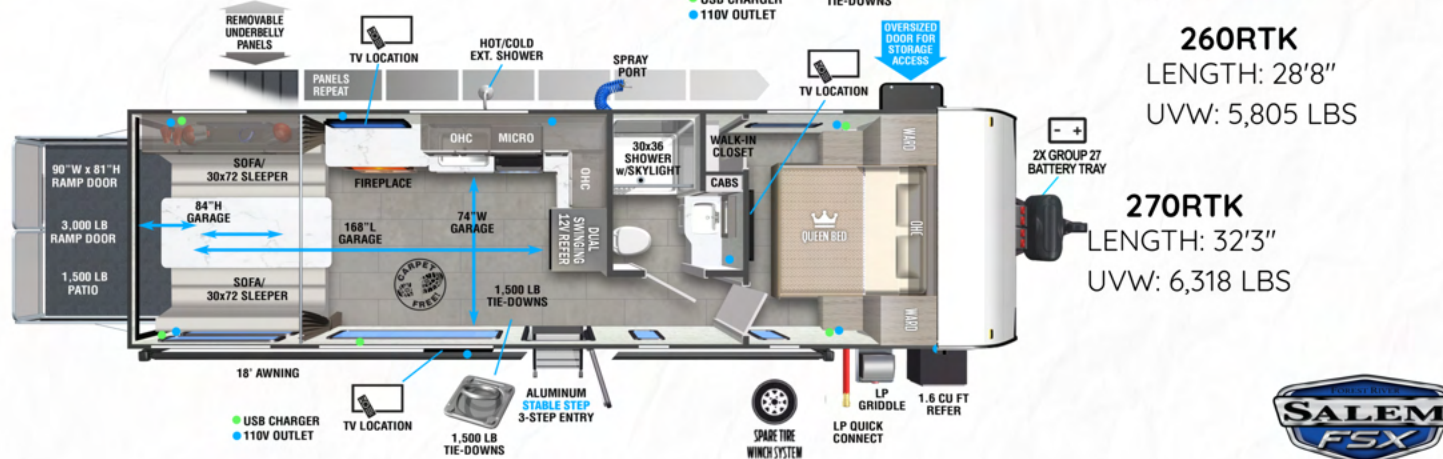 USB CHARGER
110V OUTLET
TIE-DOWNS
REMOVABLE
UNDERBELLY
PANELS
TV LOCATION
HOT/COLD
EXT. SHOWER
SPRAY
PORT
TV LOCATION
OVERSIZED
DOOR FOR
STORAGE
ACCESS
260RTK
LENGTH: 28'8"
UVW: 5,805 LBS
PANELS
REPEAT
90"W x 81"H
RAMP DOOR
3,000 LB
RAMP DOOR
1,500 LB
PATIO
SOFA/
30x72 SLEEPER
84"H
GARAGE
168"L
GARAGE
74"W
GARAGE
SOFA/
30x72 SLEEPER
FIREPLACE
OHC
MICRO
OHC
DUAL
SWINGING
12V REFER
CARPET
FREE!
1,500 LB
TIE-DOWNS
30x36
SHOWER
w/SKYLIGHT
WALK-IN
CLOSET
CABS
QUEEN BED
WARD
OHC
WARD
2X GROUP 27
BATTERY TRAY
270RTK
LENGTH: 32'3"
UVW: 6,318 LBS
18' AWNING
USB CHARGER
110V OUTLET
TV LOCATION
1,500 LB
TIE-DOWNS
ALUMINUM
STABLE STEP
3-STEP ENTRY
SPARE TIRE
WINCH SYSTEM
LP QUICK
CONNECT
LP
GRIDDLE
1.6 CU FT
REFER
FOREST RIVER
SALEM
FSX